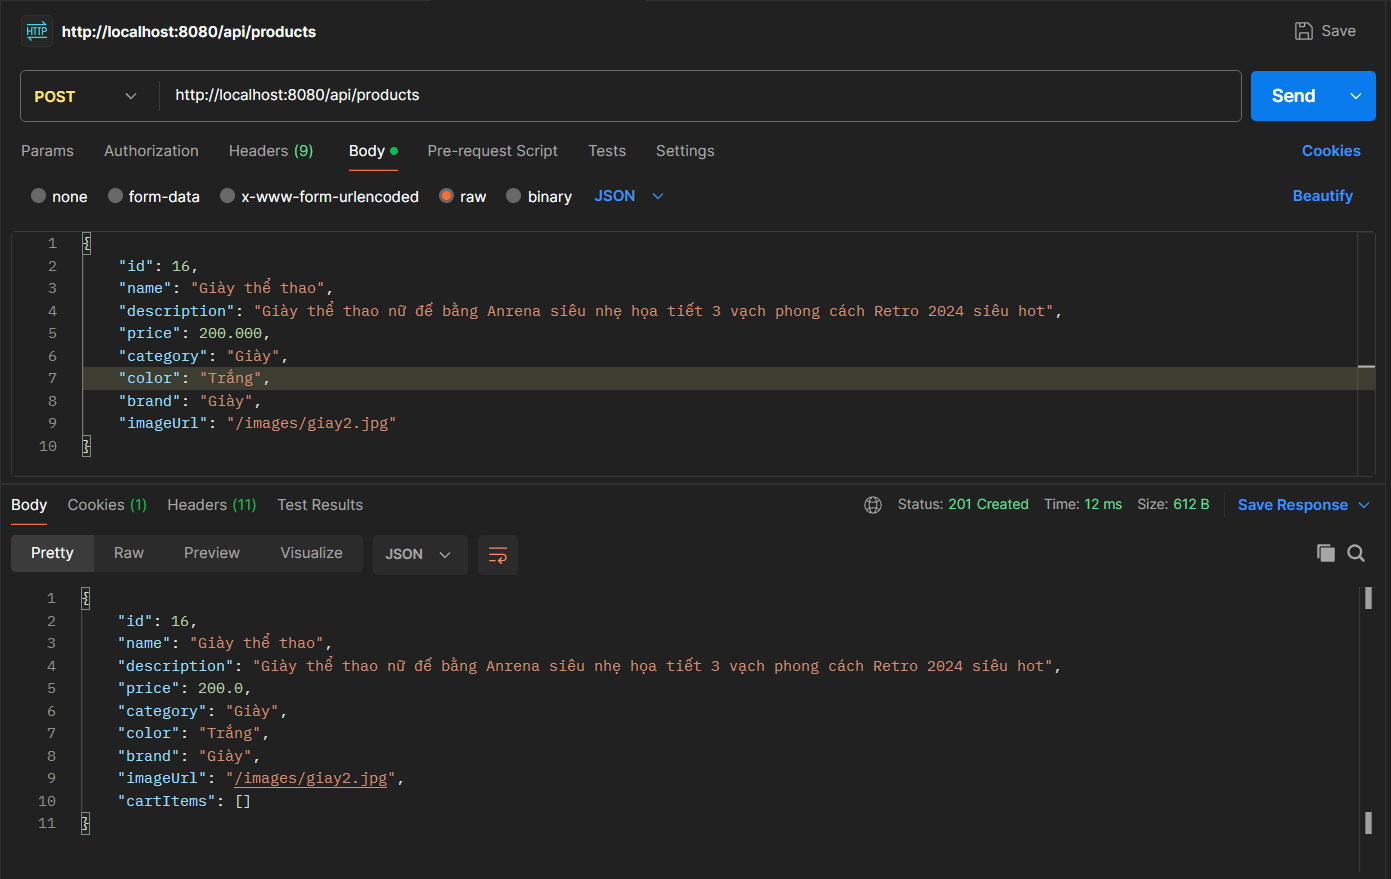 HTTP http://localhost:8080/api/products Save
POST http://localhost:8080/api/products Send
Params Authorization Headers (9) Body Pre-request Script Tests Settings Cookies
none form-data x-www-form-urlencoded raw binary JSON Beautify
1 {
2 "id": 16,
3 "name": "Giày thể thao",
4 "description": "Giày thể thao nữ đế bằng Anrena siêu nhẹ họa tiết 3 vạch phong cách Retro 2024 siêu hot",
5 "price": 200.000,
6 "category": "Giày",
7 "color": "Trắng",
8 "brand": "Giày",
9 "imageUrl": "/images/giay2.jpg"
10 }
Body Cookies (1) Headers (11) Test Results Status: 201 Created Time: 12 ms Size: 612 B Save Response
Pretty Raw Preview Visualize JSON
1 {
2 "id": 16,
3 "name": "Giày thể thao",
4 "description": "Giày thể thao nữ đế bằng Anrena siêu nhẹ họa tiết 3 vạch phong cách Retro 2024 siêu hot",
5 "price": 200.0,
6 "category": "Giày",
7 "color": "Trắng",
8 "brand": "Giày",
9 "imageUrl": "/images/giay2.jpg",
10 "cartItems": []
11 }